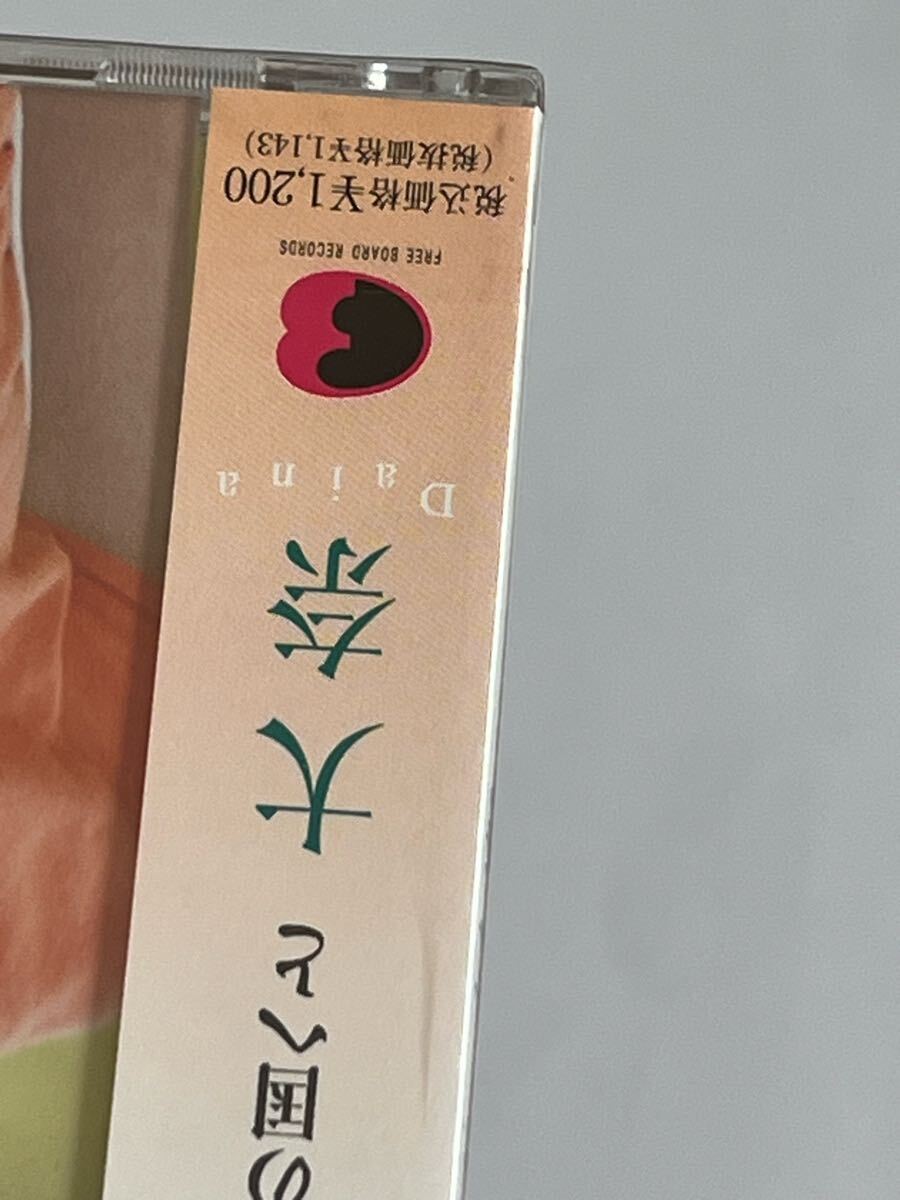 の国へと
大奈
Daina
FREE BOARD RECORDS
税込価格¥1,200
(税抜価格¥1,143)